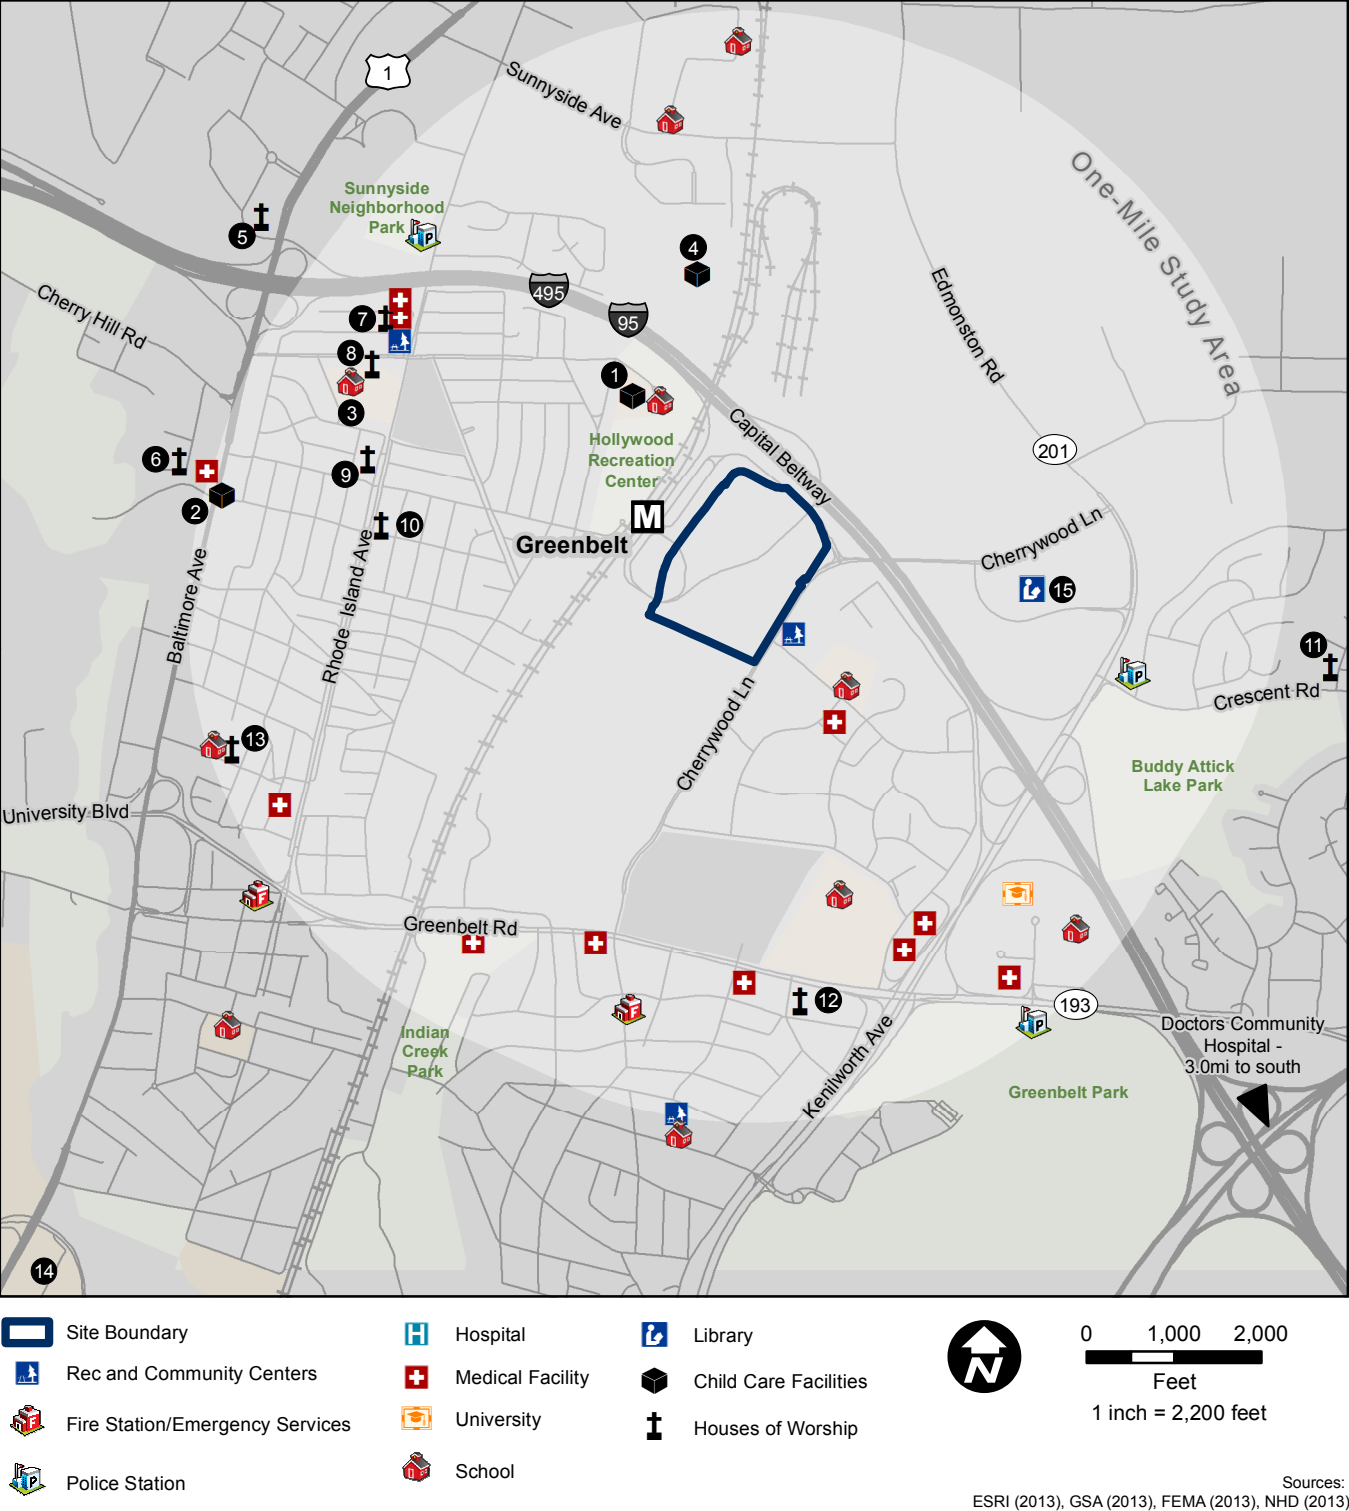 1
Sunnyside Ave
One-Mile Study Area
Sunnyside
Neighborhood
Park
P
5
4
495
95
Edmonston Rd
Cherry Hill Rd
7
8
3
1
Capital Beltway
Hollywood
Recreation
Center
201
6
9
2
10
M
Greenbelt
Cherrywood Ln
15
Baltimore Ave
Rhode Island Ave
11
P
Crescent Rd
Cherrywood Ln
13
Buddy Attick
Lake Park
University Blvd
F
Greenbelt Rd
12
193
F
P
Indian
Creek
Park
Kenilworth Ave
Doctors Community
Hospital -
3.0mi to south
Greenbelt Park
14
Site Boundary
Rec and Community Centers
F
Fire Station/Emergency Services
P
Police Station
H
Hospital
Medical Facility
University
School
Library
Child Care Facilities
Houses of Worship
N
0 1,000 2,000
Feet
1 inch = 2,200 feet
Sources:
ESRI (2013), GSA (2013), FEMA (2013), NHD (2013)